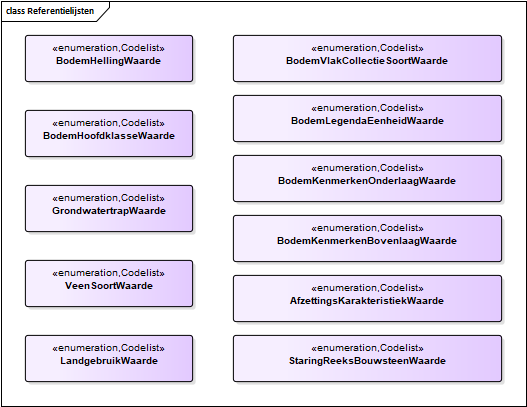 class Referentielijsten
«enumeration,Codelist»
BodemHellingWaarde
«enumeration,Codelist»
BodemHoofdklasseWaarde
«enumeration,Codelist»
GrondwatertrapWaarde
«enumeration,Codelist»
VeenSoortWaarde
«enumeration,Codelist»
LandgebruikWaarde
«enumeration,Codelist»
BodemVlakCollectieSoortWaarde
«enumeration,Codelist»
BodemLegendaEenheidWaarde
«enumeration,Codelist»
BodemKenmerkenOnderlaagWaarde
«enumeration,Codelist»
BodemKenmerkenBovenlaagWaarde
«enumeration,Codelist»
AfzettingsKarakteristiekWaarde
«enumeration,Codelist»
StaringReeksBouwsteenWaarde